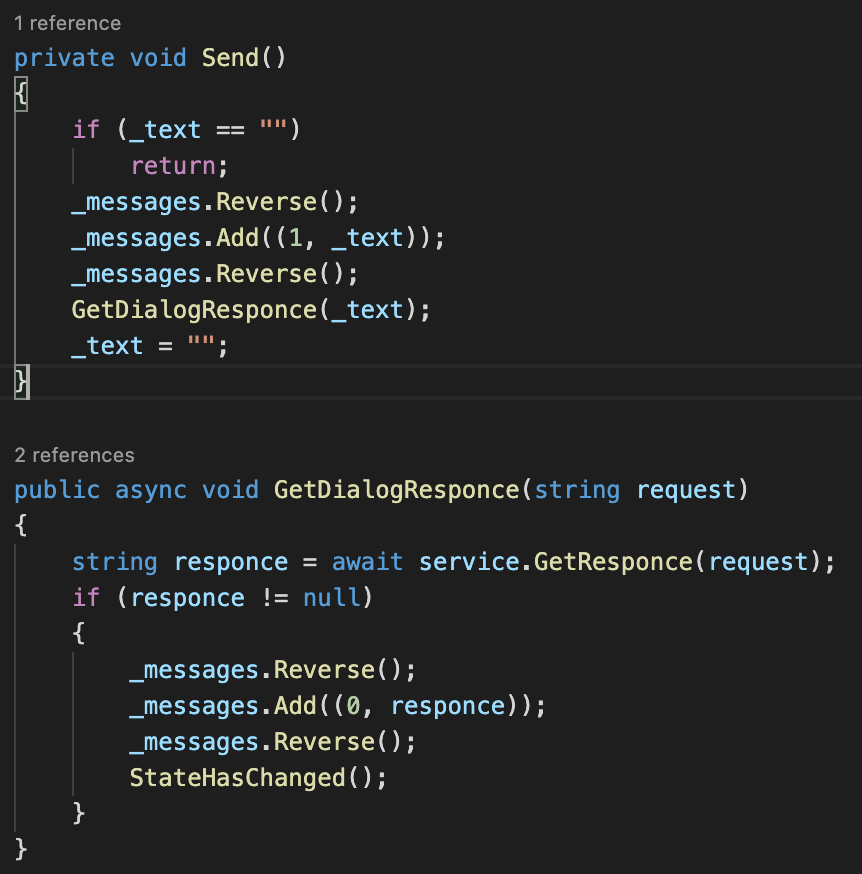 1 reference
private void Send()
{
    if (_text == "")
        return;
    _messages.Reverse();
    _messages.Add((1, _text));
    _messages.Reverse();
    GetDialogResponce(_text);
    _text = "";
}
2 references
public async void GetDialogResponce(string request)
{
    string responce = await service.GetResponce(request);
    if (responce != null)
    {
        _messages.Reverse();
        _messages.Add((0, responce));
        _messages.Reverse();
        StateHasChanged();
    }
}